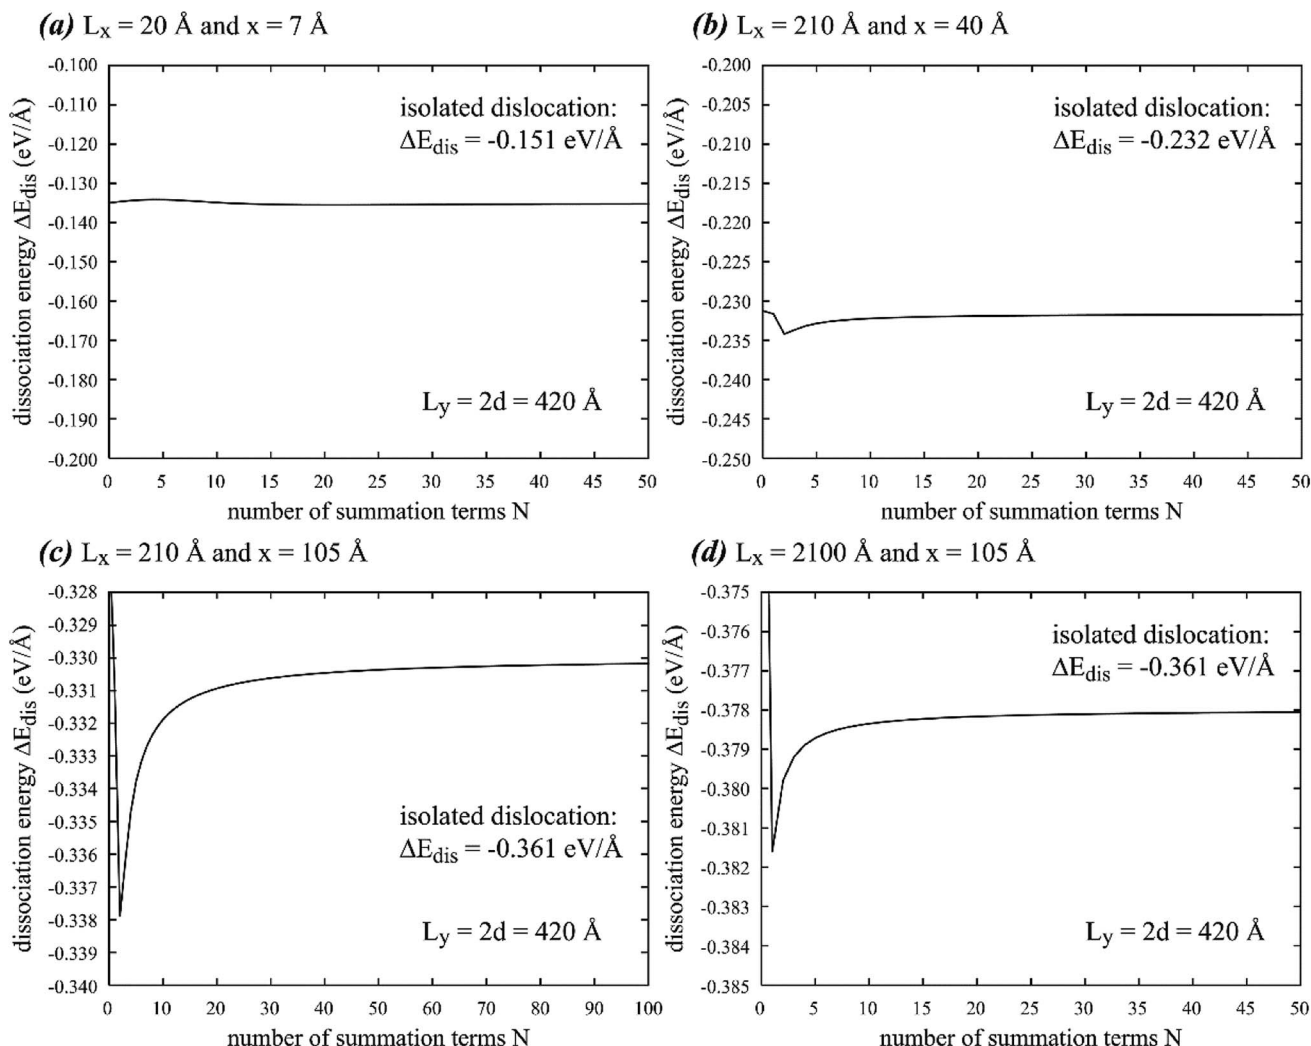 (a) Lx = 20 Å and x = 7 Å
dissociation energy ΔEdis (eV/Å)
-0.100
-0.110
-0.120
-0.130
-0.140
-0.150
-0.160
-0.170
-0.180
-0.190
-0.200
isolated dislocation:
ΔEdis = -0.151 eV/Å
Ly = 2d = 420 Å
0 5 10 15 20 25 30 35 40 45 50
number of summation terms N
(b) Lx = 210 Å and x = 40 Å
dissociation energy ΔEdis (eV/Å)
-0.200
-0.205
-0.210
-0.215
-0.220
-0.225
-0.230
-0.235
-0.240
-0.245
-0.250
isolated dislocation:
ΔEdis = -0.232 eV/Å
Ly = 2d = 420 Å
0 5 10 15 20 25 30 35 40 45 50
number of summation terms N
(c) Lx = 210 Å and x = 105 Å
dissociation energy ΔEdis (eV/Å)
-0.328
-0.329
-0.330
-0.331
-0.332
-0.333
-0.334
-0.335
-0.336
-0.337
-0.338
-0.339
-0.340
isolated dislocation:
ΔEdis = -0.361 eV/Å
Ly = 2d = 420 Å
0 10 20 30 40 50 60 70 80 90 100
number of summation terms N
(d) Lx = 2100 Å and x = 105 Å
dissociation energy ΔEdis (eV/Å)
-0.375
-0.376
-0.377
-0.378
-0.379
-0.380
-0.381
-0.382
-0.383
-0.384
-0.385
isolated dislocation:
ΔEdis = -0.361 eV/Å
Ly = 2d = 420 Å
0 5 10 15 20 25 30 35 40 45 50
number of summation terms N